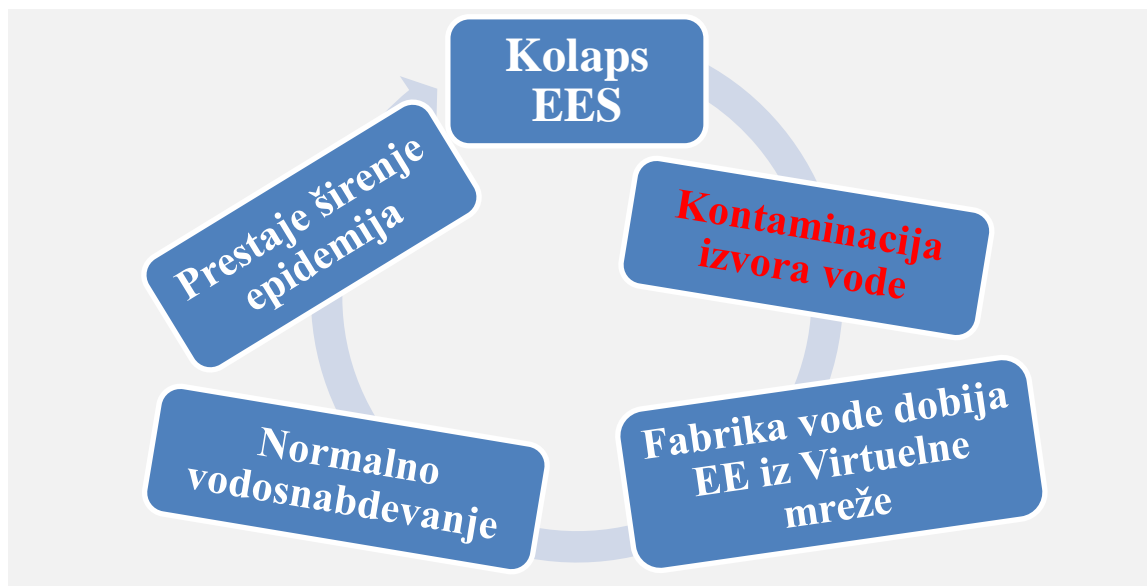 Kolaps
EES
Kontaminacija
izvora vode
Fabrika vode dobija
EE iz Virtuelne
mreže
Normalno
vodosnabdevanje
Prestaje širenje
epidemija